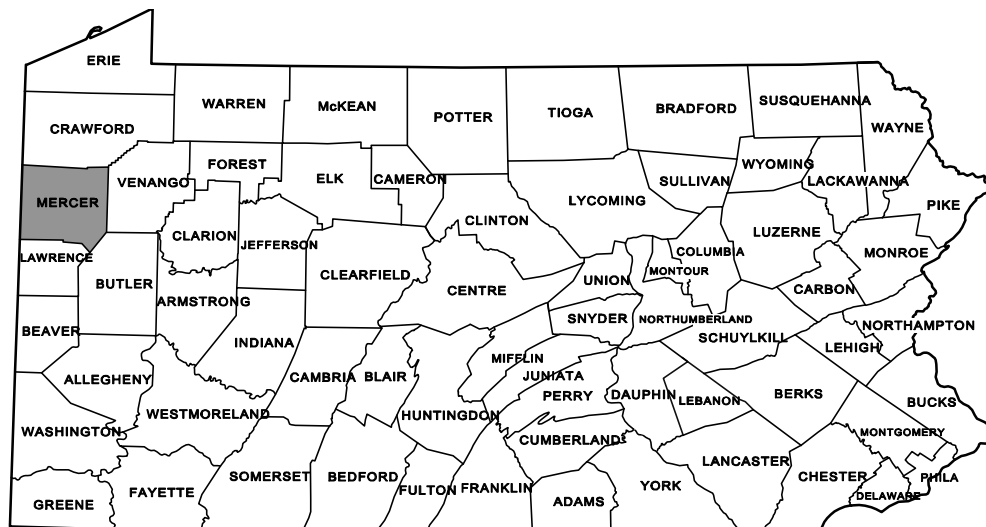 ERIE
WARREN
McKEAN
POTTER
TIOGA
BRADFORD
SUSQUEHANNA
WAYNE
CRAWFORD
FOREST
ELK
CAMERON
SULLIVAN
WYOMING
LACKAWANNA
PIKE
MERCER
VENANGO
CLARION
JEFFERSON
CLINTON
LYCOMING
COLUMBIA
LUZERNE
MONROE
LAWRENCE
BUTLER
ARMSTRONG
CLEARFIELD
CENTRE
UNION
MONTOUR
CARBON
BEAVER
INDIANA
SNYDER
NORTHUMBERLAND
SCHUYLKILL
NORTHAMPTON
LEHIGH
ALLEGHENY
CAMBRIA
BLAIR
MIFFLIN
JUNIATA
PERRY
DAUPHIN
LEBANON
BERKS
BUCKS
WASHINGTON
WESTMORELAND
HUNTINGDON
CUMBERLAND
LANCASTER
MONTGOMERY
GREENE
FAYETTE
SOMERSET
BEDFORD
FULTON
FRANKLIN
ADAMS
YORK
CHESTER
DELAWARE
PHILA